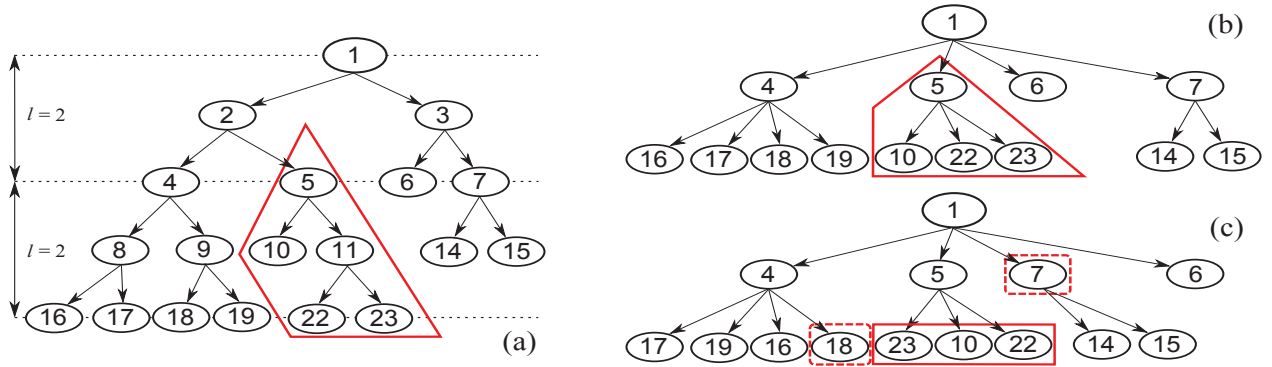 1
2 3
l = 2
4 5 6 7
8 9 10 11 14 15
l = 2
16 17 18 19 22 23
(a)
1
(b)
4 5 6 7
16 17 18 19 10 22 23 14 15
1
(c)
4 5 7 6
17 19 16 18 23 10 22 14 15